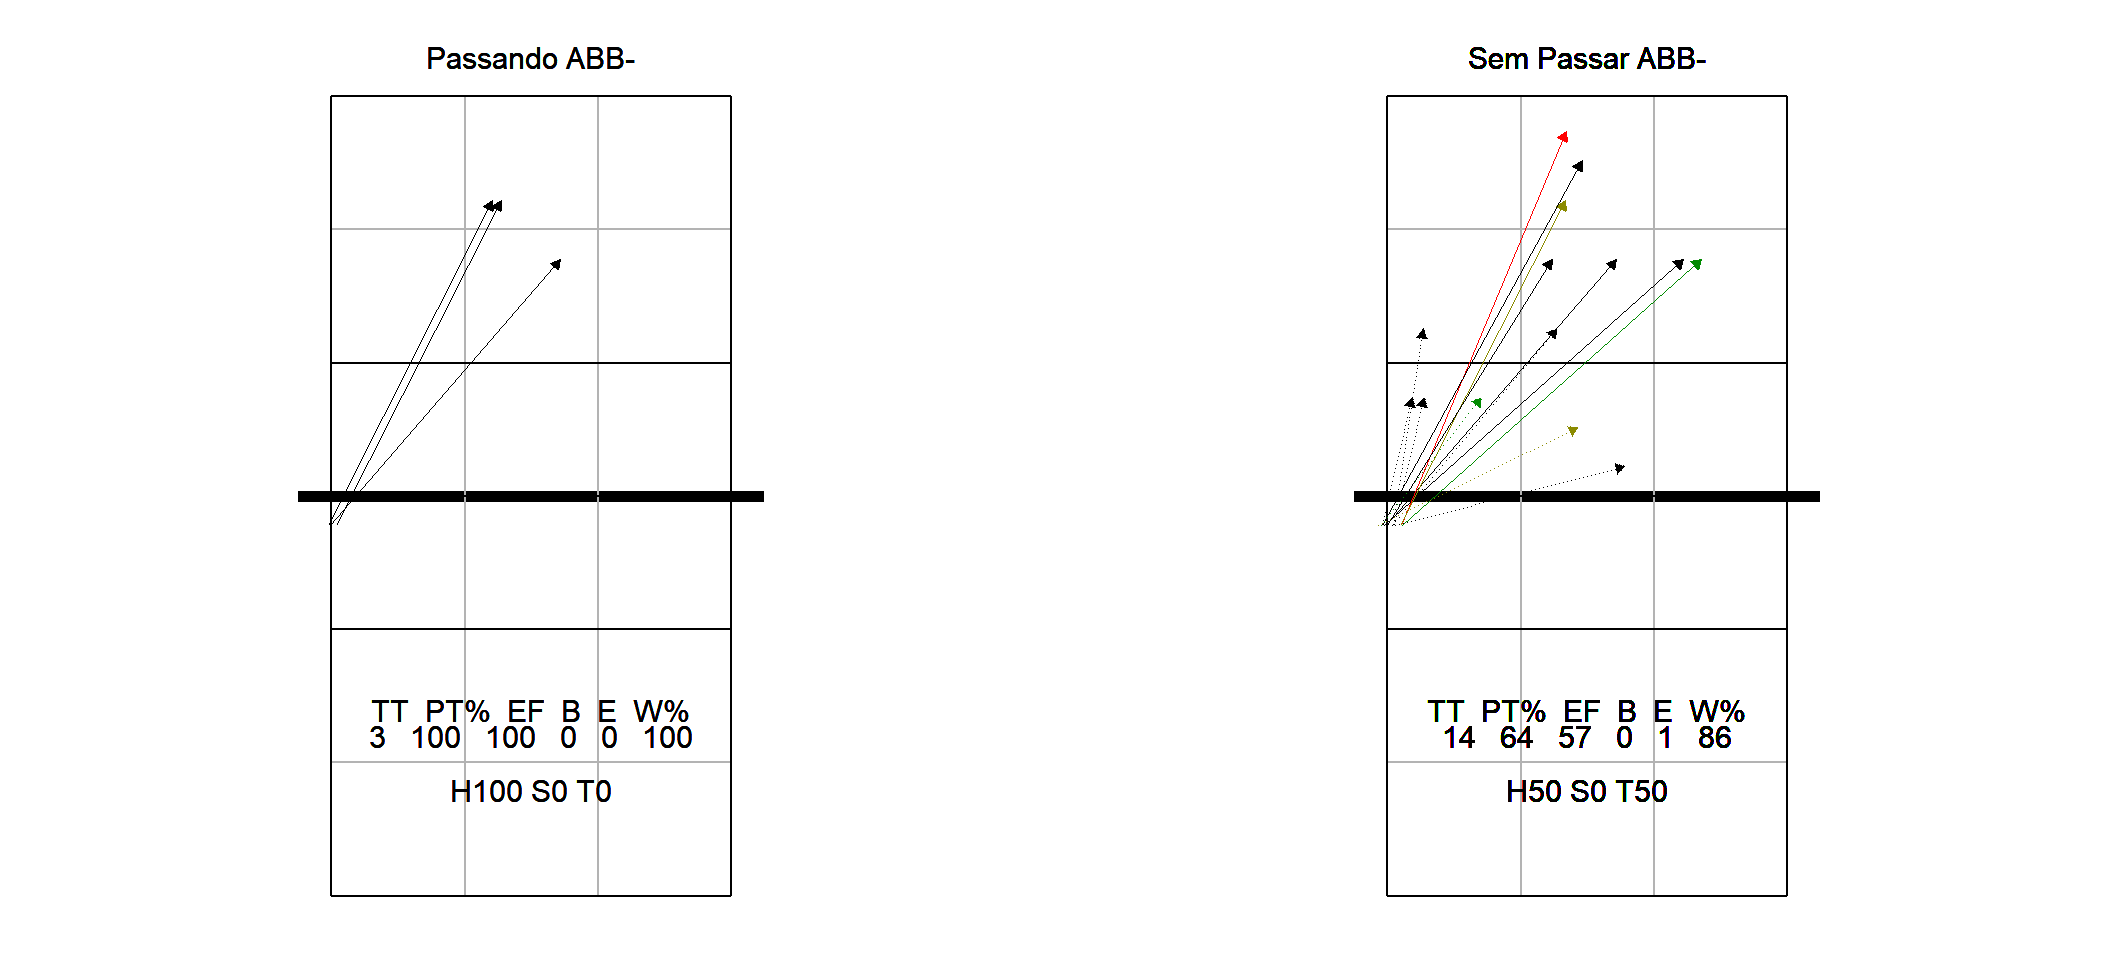 Passando ABB-
TT PT% EF B E W%
3 100 100 0 0 100
H100 S0 T0
Sem Passar ABB-
TT PT% EF B E W%
14 64 57 0 1 86
H50 S0 T50